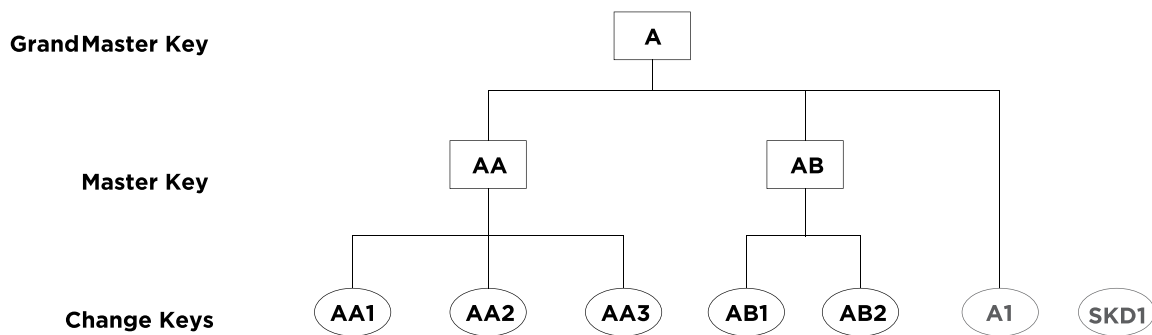 GrandMaster Key
A
Master Key
AA
AB
Change Keys
AA1
AA2
AA3
AB1
AB2
A1
SKD1